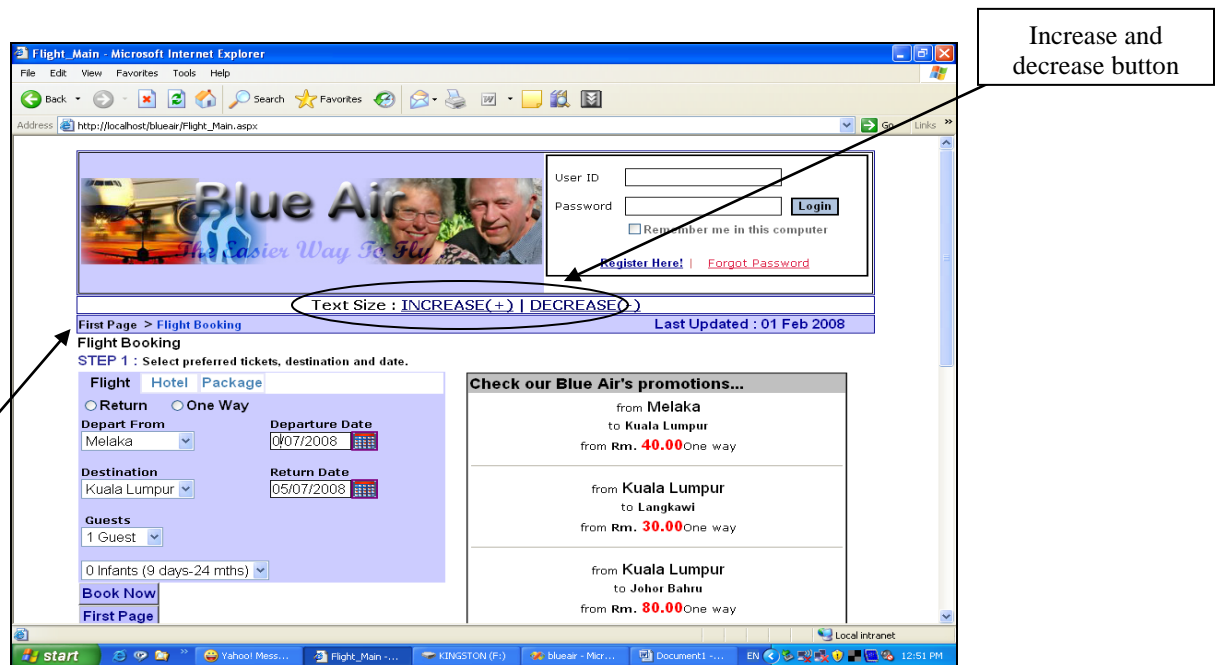 Increase and
decrease button
Flight_Main - Microsoft Internet Explorer
File Edit View Favorites Tools Help
Back Search Favorites
Address http://localhost/blueair/Flight_Main.aspx Go Links »
Blue Air
The Easier Way To Fly
User ID
Password Login
Remember me in this computer
Register Here! | Forgot Password
Text Size : INCREASE(+) | DECREASE(-)
First Page > Flight Booking Last Updated : 01 Feb 2008
Flight Booking
STEP 1 : Select preferred tickets, destination and date.
Flight Hotel Package
Return One Way
Depart From Departure Date
Melaka 0/07/2008
Destination Return Date
Kuala Lumpur 05/07/2008
Guests
1 Guest
0 Infants (9 days-24 mths)
Book Now
First Page
Check our Blue Air's promotions...
from Melaka
to Kuala Lumpur
from Rm. 40.00One way
from Kuala Lumpur
to Langkawi
from Rm. 30.00One way
from Kuala Lumpur
to Johor Bahru
from Rm. 80.00One way
Local intranet
start » Yahoo! Mess... Flight_Main -... KINGSTON (F:) blueair - Micr... Document1 -... EN 12:51 PM